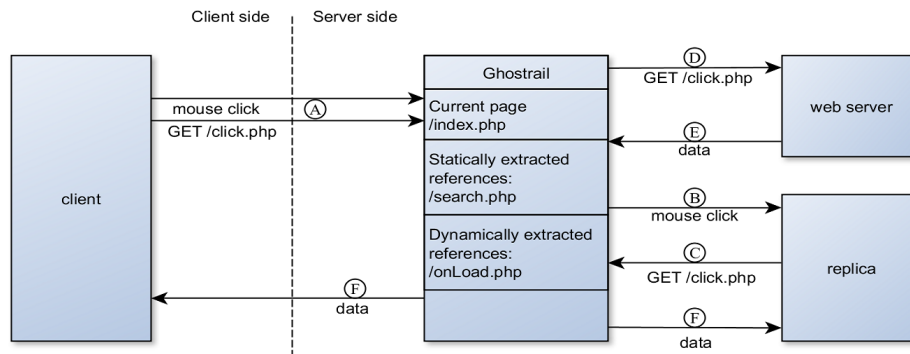 Client side
Server side
Ghostrail
D
GET /click.php
mouse click
A
GET /click.php
Current page
/index.php
web server
E
data
client
Statically extracted
references:
/search.php
B
mouse click
Dynamically extracted
references:
/onLoad.php
C
GET /click.php
replica
F
data
F
data